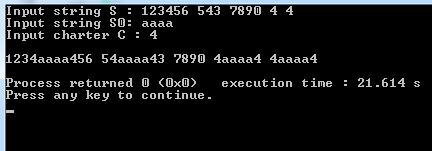 Input string S : 123456 543 7890 4 4
Input string S0: aaaa
Input charter C : 4
1234aaaa456 54aaaa43 7890 4aaaa4 4aaaa4
Process returned 0 (0x0)   execution time : 21.614 s
Press any key to continue.